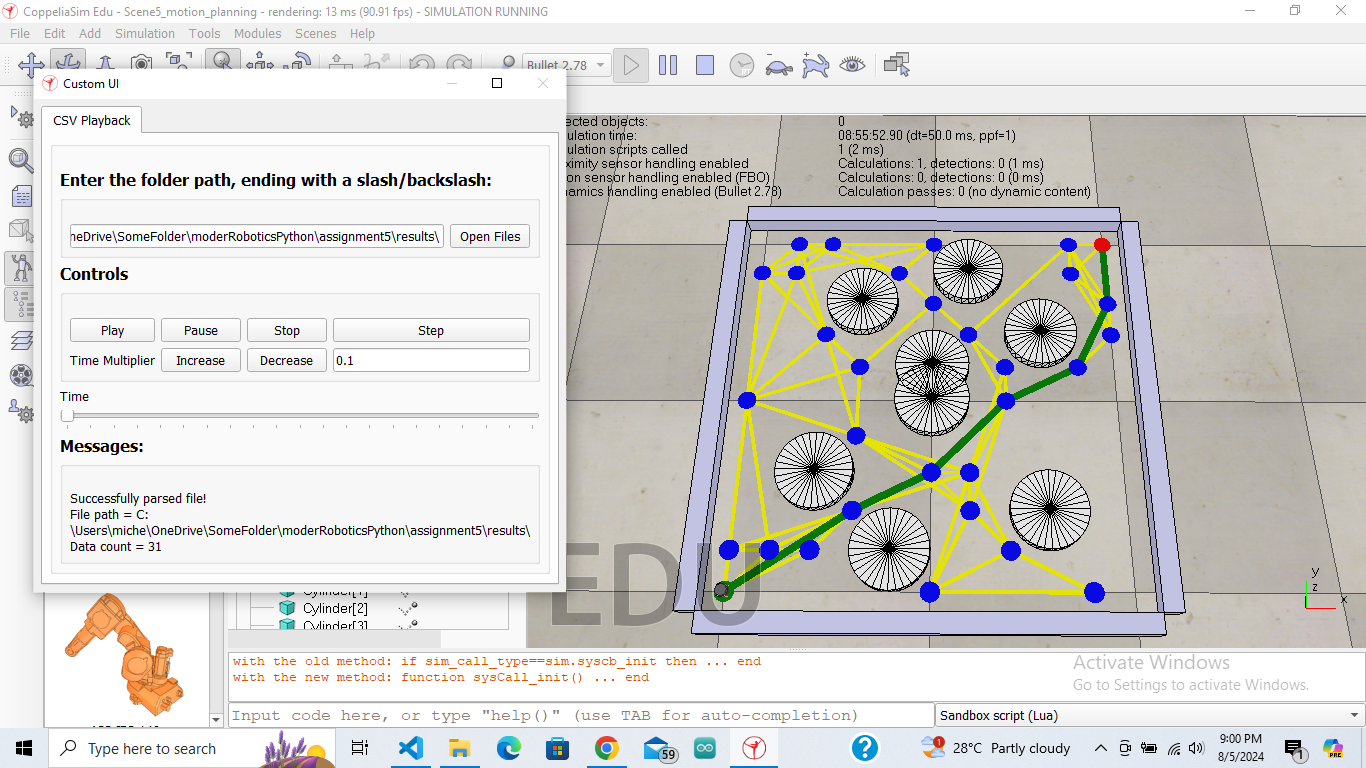 CoppeliaSim Edu - Scene5_motion_planning - rendering: 13 ms (90.91 fps) - SIMULATION RUNNING
File Edit Add Simulation Tools Modules Scenes Help
Bullet 2.78
Custom UI
CSV Playback
Enter the folder path, ending with a slash/backslash:
neDrive\SomeFolder\moderRoboticsPython\assignment5\results\ Open Files
Controls
Play Pause Stop Step
Time Multiplier Increase Decrease 0.1
Time
Messages:
Successfully parsed file!
File path = C:
\Users\miche\OneDrive\SomeFolder\moderRoboticsPython\assignment5\results\
Data count = 31
ected objects: 0
ulation time: 08:55:52.90 (dt=50.0 ms, ppf=1)
ulation scripts called 1 (2 ms)
ximity sensor handling enabled Calculations: 1, detections: 0 (1 ms)
on sensor handling enabled (FBO) Calculations: 0, detections: 0 (0 ms)
namics handling enabled (Bullet 2.78) Calculation passes: 0 (no dynamic content)
EDU
y
z
x
Cylinder[1]
Cylinder[2]
Cylinder[3]
with the old method: if sim_call_type==sim.syscb_init then ... end
with the new method: function sysCall_init() ... end
Activate Windows
Go to Settings to activate Windows.
Input code here, or type "help()" (use TAB for auto-completion)
Sandbox script (Lua)
Type here to search
59
1
28°C Partly cloudy
9:00 PM
8/5/2024
1
PRE